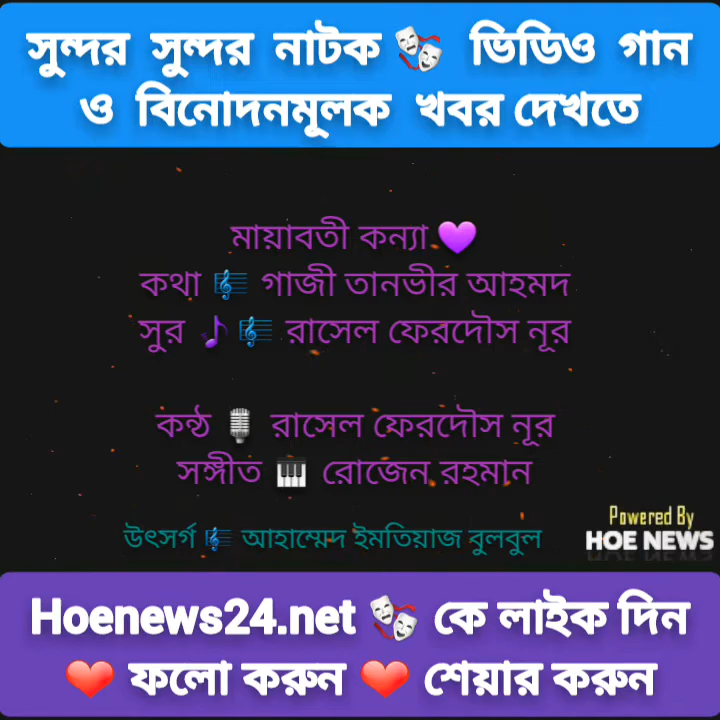 সুন্দর সুন্দর নাটক 🎭 ভিডিও গান
ও বিনোদনমূলক খবর দেখতে
মায়াবতী কন্যা 💜
কথা 🎼 গাজী তানভীর আহমদ
সুর 🎵🎼 রাসেল ফেরদৌস নূর
কন্ঠ 🎙️ রাসেল ফেরদৌস নূর
সঙ্গীত 🎹 রোজেন রহমান
উৎসর্গ 🎼 আহাম্মেদ ইমতিয়াজ বুলবুল
Powered By
HOE NEWS
Hoenews24.net 🎭 কে লাইক দিন
❤️ ফলো করুন ❤️ শেয়ার করুন